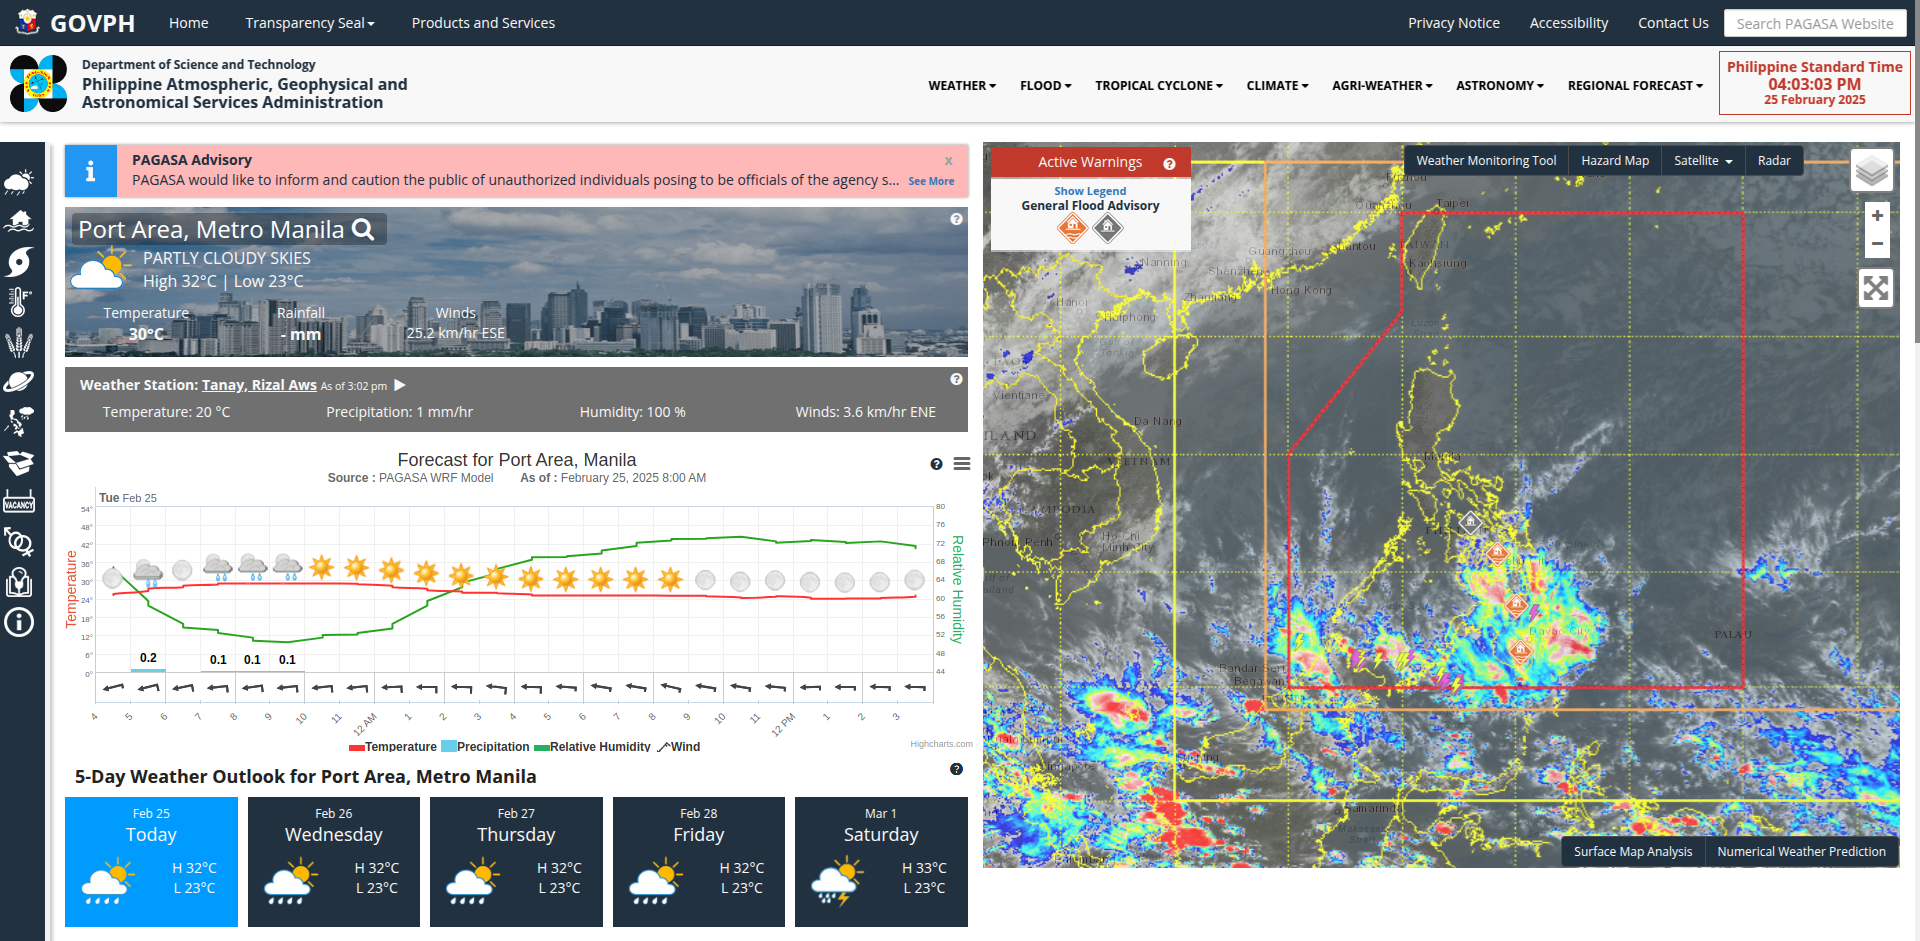 GOVPH
Home
Transparency Seal
Products and Services
Privacy Notice
Accessibility
Contact Us
Search PAGASA Website
Department of Science and Technology
Philippine Atmospheric, Geophysical and
Astronomical Services Administration
WEATHER
FLOOD
TROPICAL CYCLONE
CLIMATE
AGRI-WEATHER
ASTRONOMY
REGIONAL FORECAST
Philippine Standard Time
04:03:03 PM
25 February 2025
PAGASA Advisory
x
PAGASA would like to inform and caution the public of unauthorized individuals posing to be officials of the agency s... See More
Port Area, Metro Manila
PARTLY CLOUDY SKIES
High 32°C | Low 23°C
Temperature
30°C
Rainfall
- mm
Winds
25.2 km/hr ESE
Weather Station: Tanay, Rizal Aws As of 3:02 pm
Temperature: 20 °C
Precipitation: 1 mm/hr
Humidity: 100 %
Winds: 3.6 km/hr ENE
Forecast for Port Area, Manila
Source : PAGASA WRF Model As of : February 25, 2025 8:00 AM
Tue Feb 25
Temperature
54°
48°
42°
36°
30°
24°
18°
12°
6°
0°
80
76
72
68
64
60
56
52
48
44
Relative Humidity
0.2
0.1
0.1
0.1
4 5 6 7 8 9 10 11 12 AM 1 2 3 4 5 6 7 8 9 10 11 12 PM 1 2 3
Temperature Precipitation Relative Humidity Wind
Highcharts.com
5-Day Weather Outlook for Port Area, Metro Manila
Feb 25
Today
H 32°C
L 23°C
Feb 26
Wednesday
H 32°C
L 23°C
Feb 27
Thursday
H 32°C
L 23°C
Feb 28
Friday
H 32°C
L 23°C
Mar 1
Saturday
H 33°C
L 23°C
VACANCY
Active Warnings
Show Legend
General Flood Advisory
Weather Monitoring Tool
Hazard Map
Satellite
Radar
+
−
Taipei
TAIWAN
Kaohsiung
Guangzhou
Shantou
Shenzhen
Hong Kong
Nanning
Zhanjiang
Hanoi
Haiphong
Vientiane
Da Nang
VIETNAM
Ho Chi
Minh City
Phnom Penh
Luzon
Manila
Davao City
PALAU
Bandar Seri
Begawan
Kuching
Samarinda
Surface Map Analysis
Numerical Weather Prediction